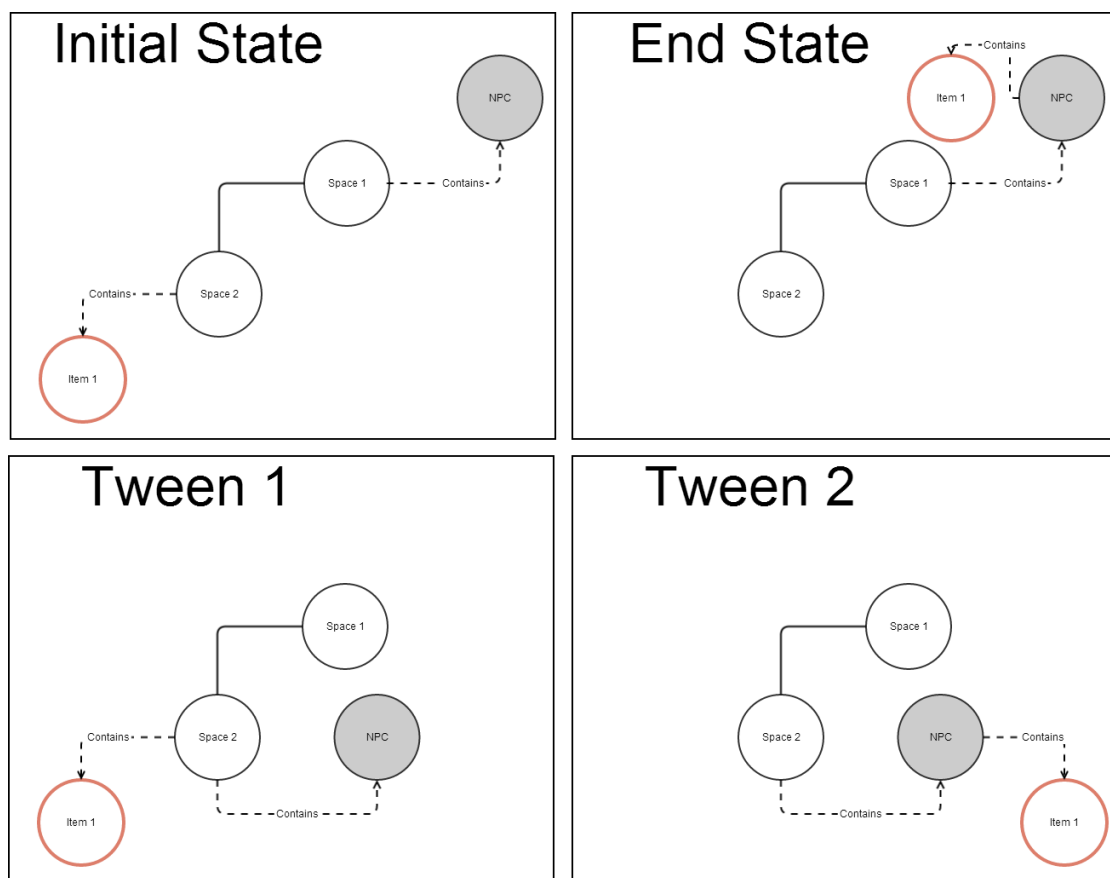 Initial State
NPC
Space 1
Contains
Contains
Space 2
Item 1
End State
Contains
Item 1
NPC
Space 1
Contains
Space 2
Tween 1
Space 1
Contains
Space 2
NPC
Contains
Item 1
Tween 2
Space 1
Space 2
NPC
Contains
Contains
Item 1